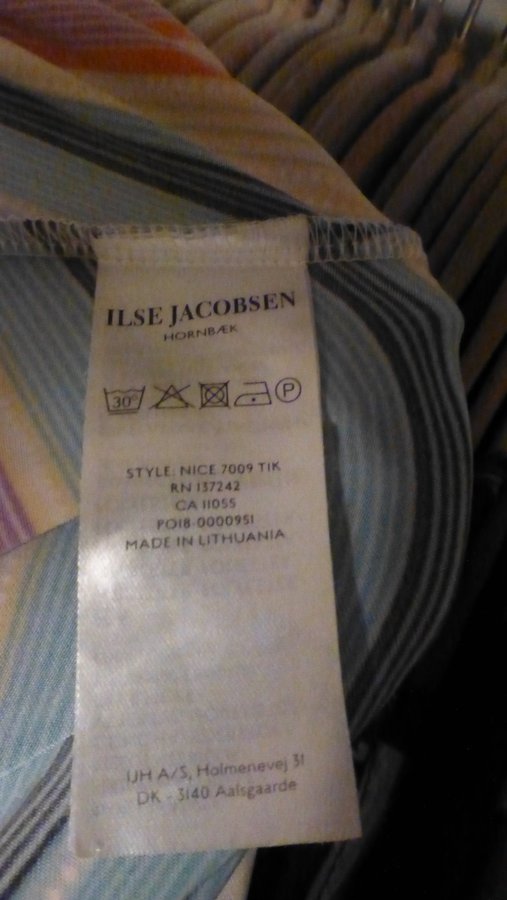 ILSE JACOBSEN
HORNBÆK
30°
P
STYLE: NICE 7009 TIK
RN 137242
CA 11055
PO18-0000951
MADE IN LITHUANIA
IJH A/S, Holmenevej 31
DK - 3140 Aalsgaarde